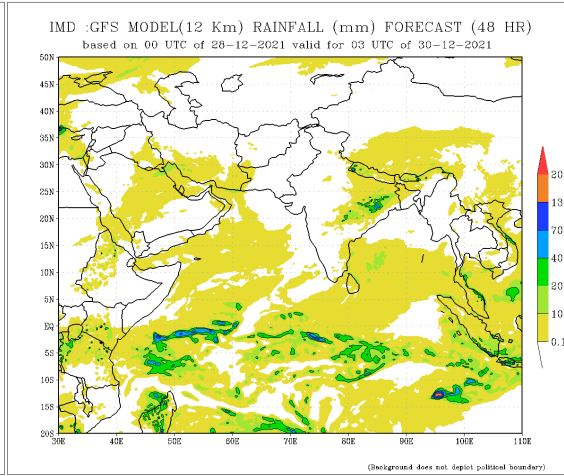 IMD :GFS MODEL(12 Km) RAINFALL (mm) FORECAST (48 HR)
based on 00 UTC of 28-12-2021 valid for 03 UTC of 30-12-2021
50N
45N
40N
35N
30N
25N
20N
15N
10N
5N
EQ
5S
10S
15S
20S
30E 40E 50E 60E 70E 80E 90E 100E 110E
20
13
70
40
20
10
0.1
(Background does not depict political boundary)